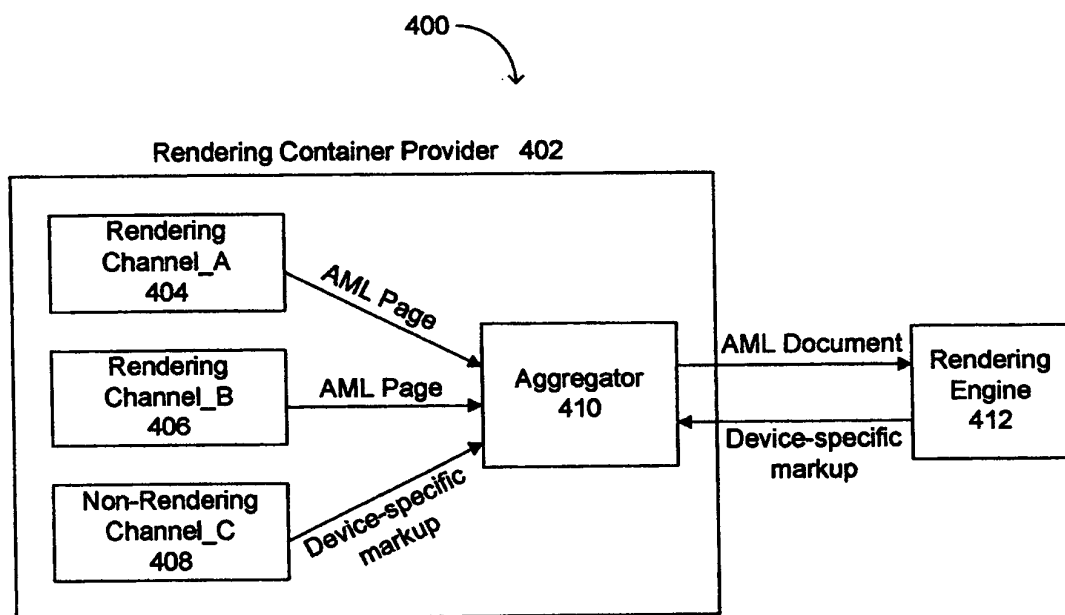 400
Rendering Container Provider 402
Rendering
Channel_A
404
AML Page
Rendering
Channel_B
406
AML Page
Non-Rendering
Channel_C
408
Device-specific
markup
Aggregator
410
AML Document
Device-specific
markup
Rendering
Engine
412